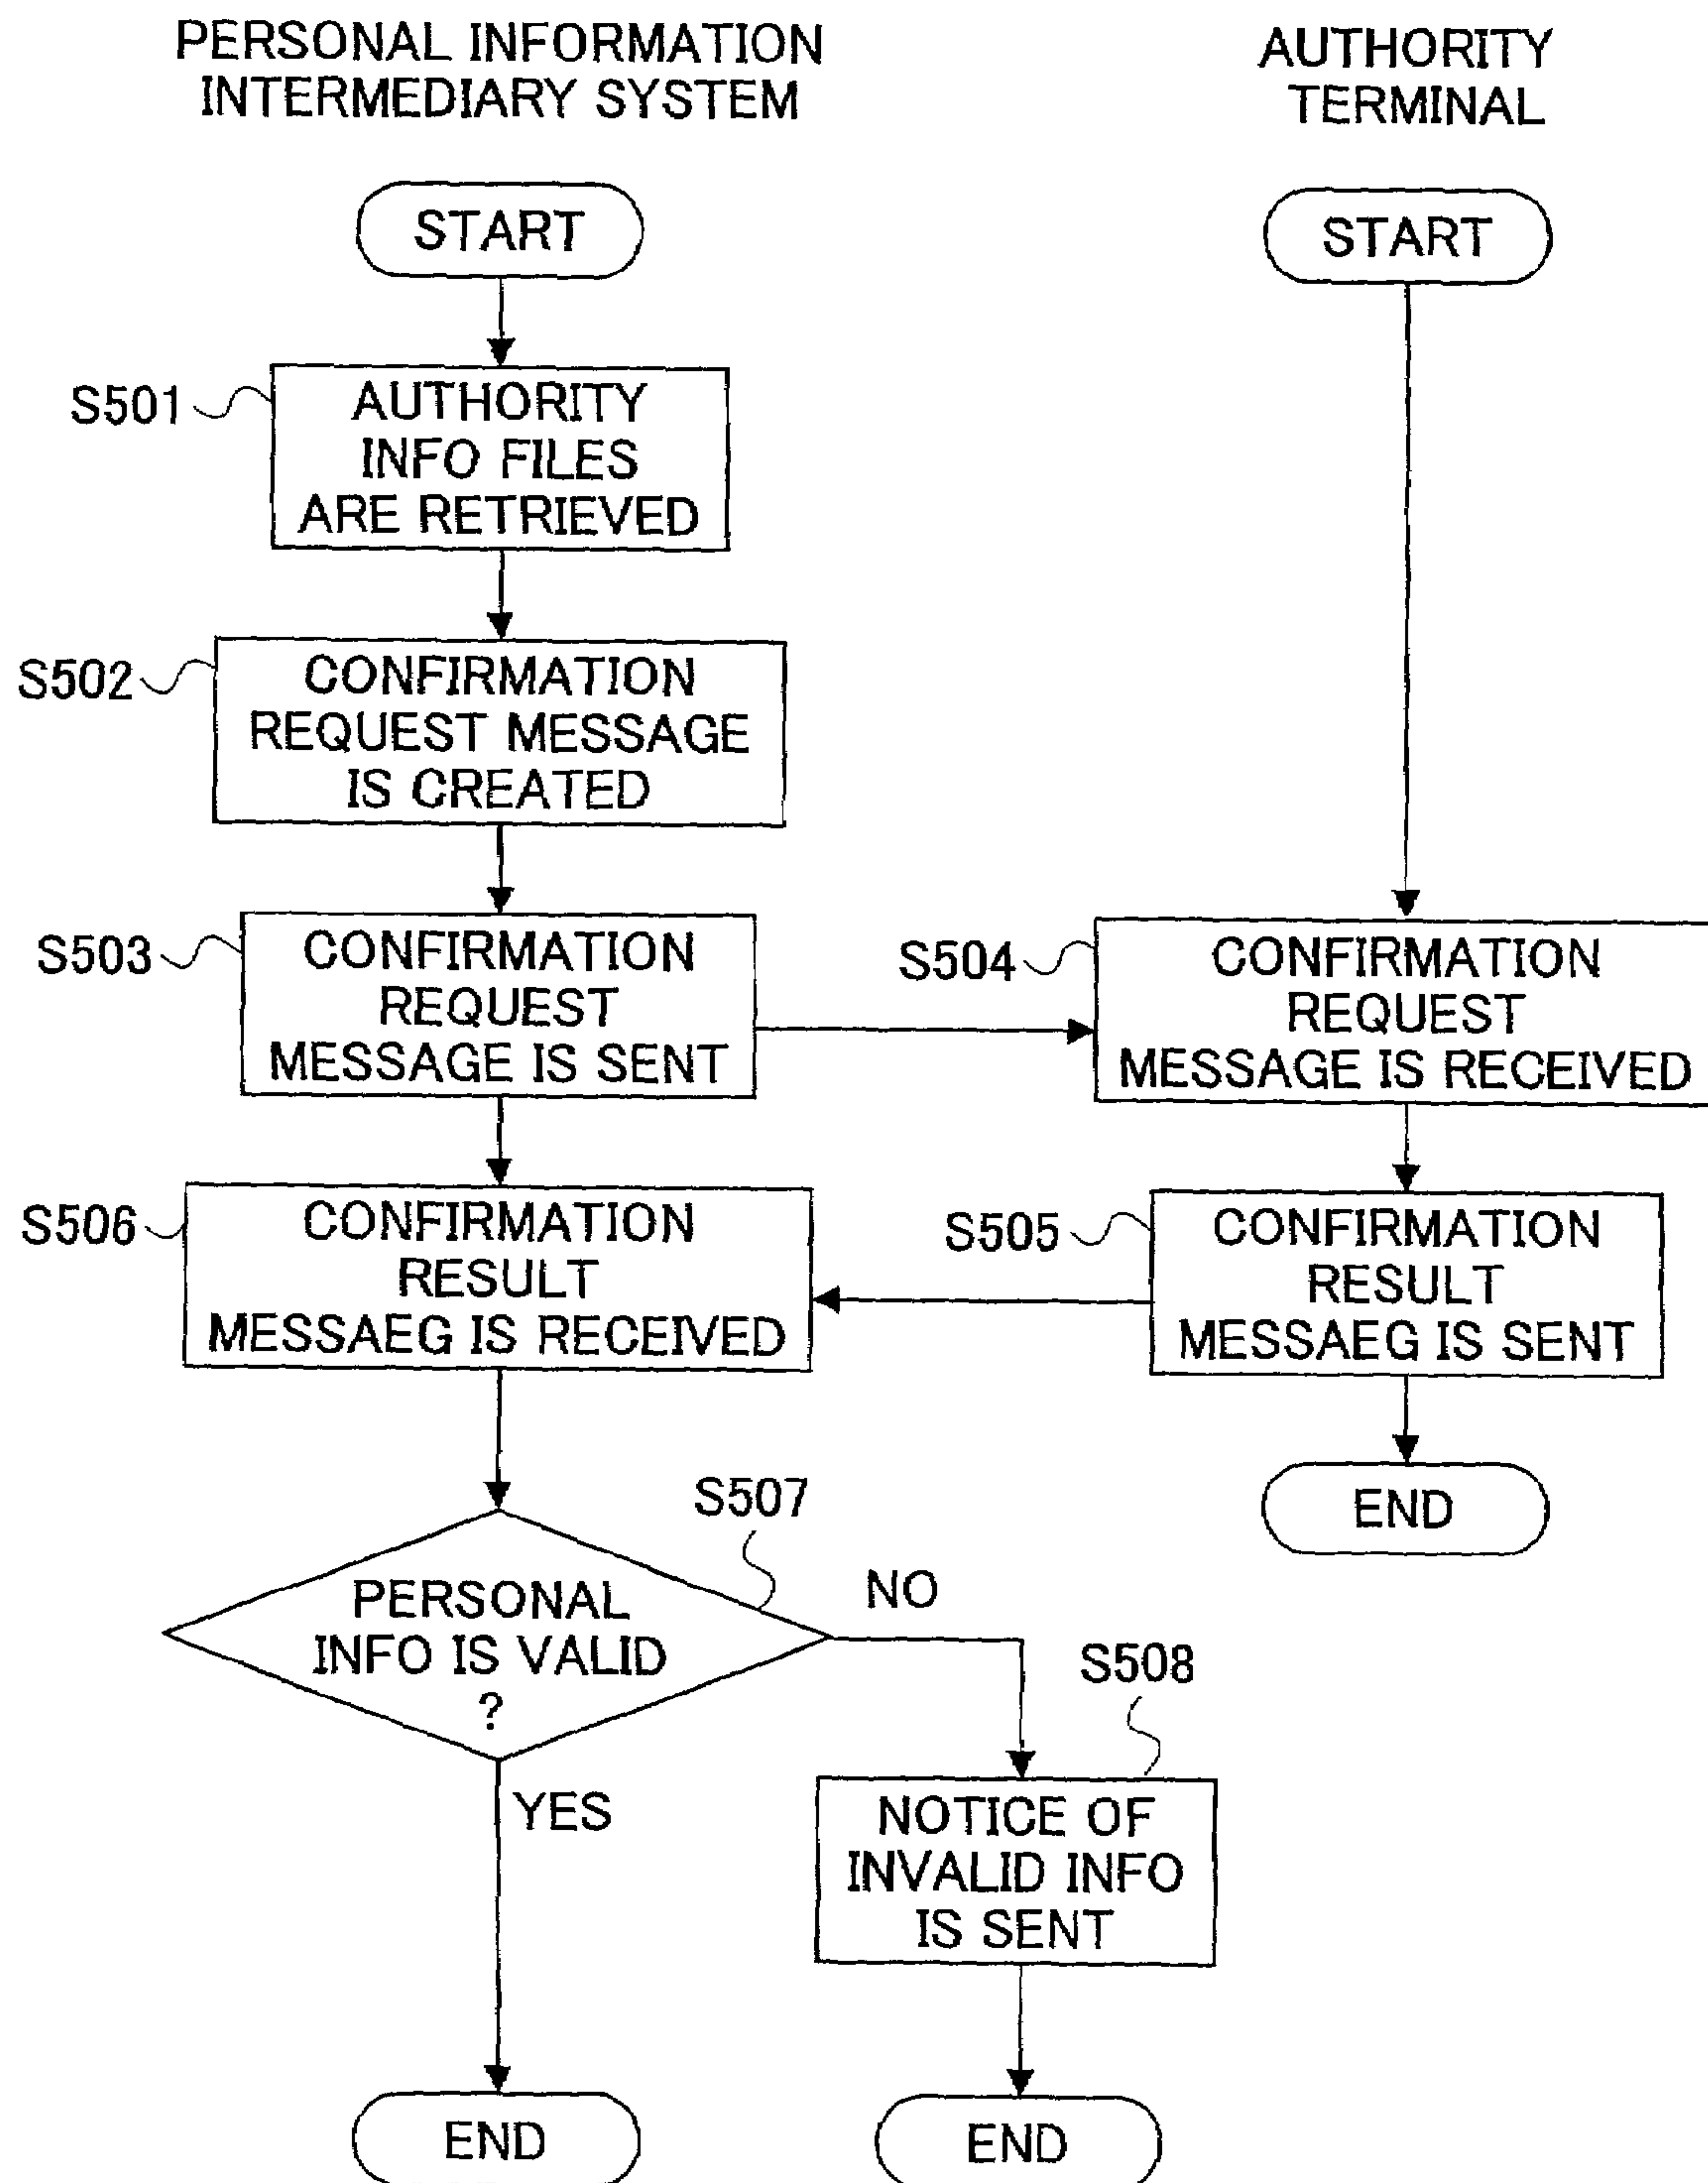 PERSONAL INFORMATION
INTERMEDIARY SYSTEM
AUTHORITY
TERMINAL
START
START
S501
AUTHORITY
INFO FILES
ARE RETRIEVED
S502
CONFIRMATION
REQUEST MESSAGE
IS CREATED
S503
CONFIRMATION
REQUEST
MESSAGE IS SENT
S504
CONFIRMATION
REQUEST
MESSAGE IS RECEIVED
S506
CONFIRMATION
RESULT
MESSAEG IS RECEIVED
S505
CONFIRMATION
RESULT
MESSAEG IS SENT
END
S507
PERSONAL
INFO IS VALID
?
NO
YES
S508
NOTICE OF
INVALID INFO
IS SENT
END
END